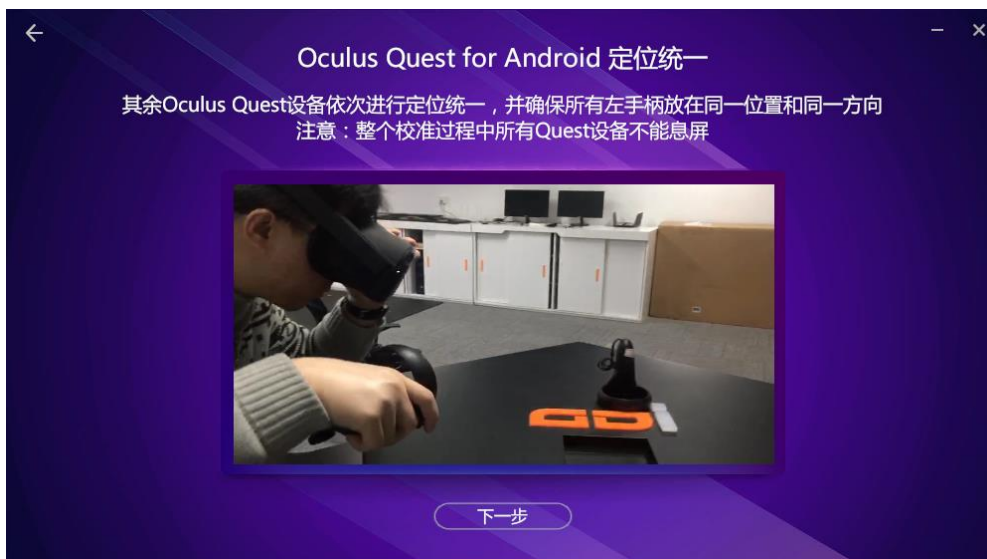 Oculus Quest for Android 定位统一
其余Oculus Quest设备依次进行定位统一，并确保所有左手柄放在同一位置和同一方向
注意：整个校准过程中所有Quest设备不能息屏
GDI
下一步